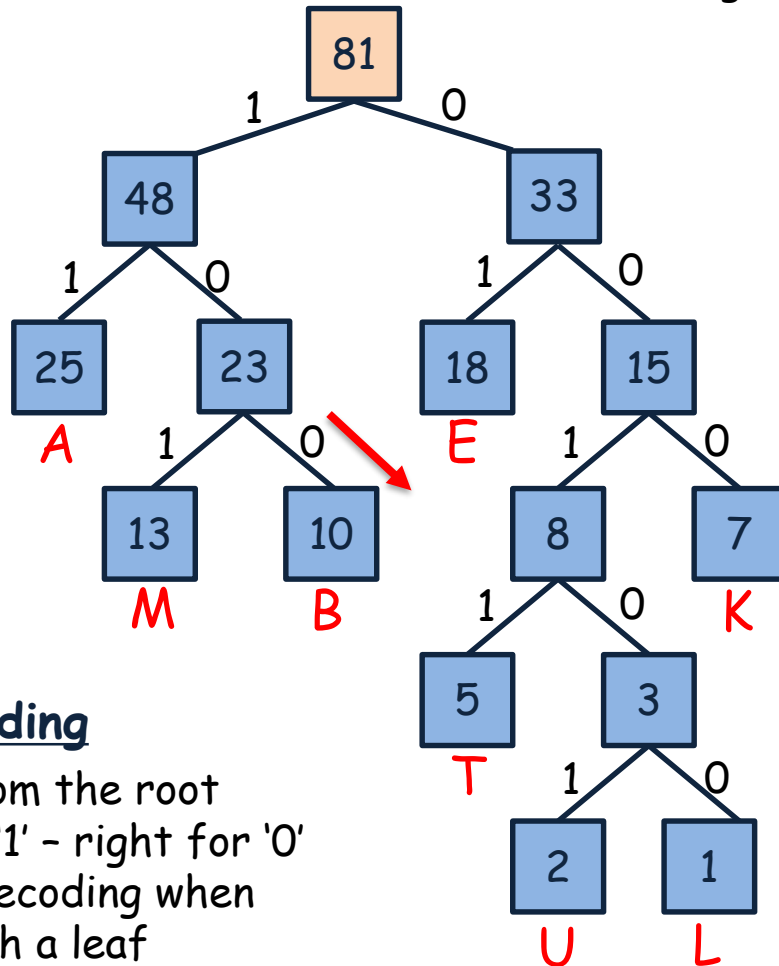 81
1 0
48 33
1 0 1 0
25 23 18 15
A E
1 0 1 0
13 10 8 7
M B K
1 0
5 3
T
1 0
2 1
U L
ding
om the root
1' – right for '0'
ecoding when
h a leaf